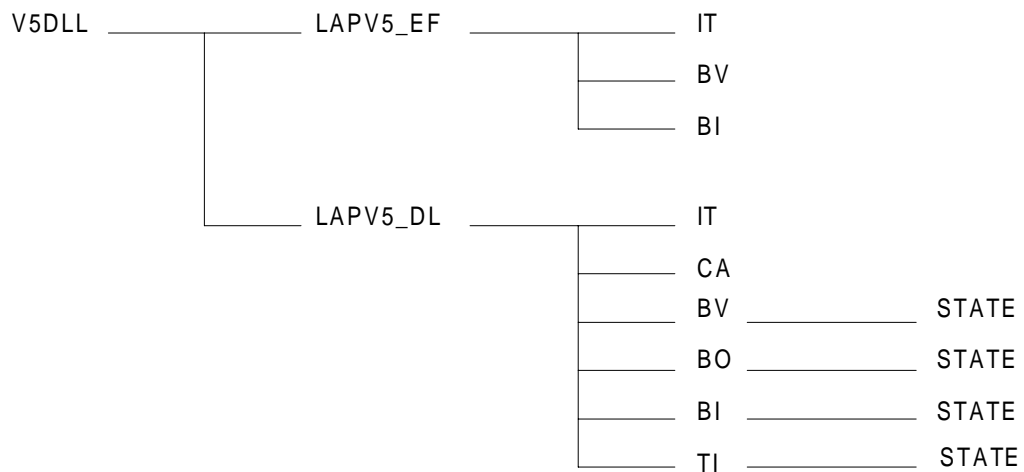 V5DLL LAPV5_EF IT
BV
BI
LAPV5_DL IT
CA
BV STATE
BO STATE
BI STATE
TI STATE